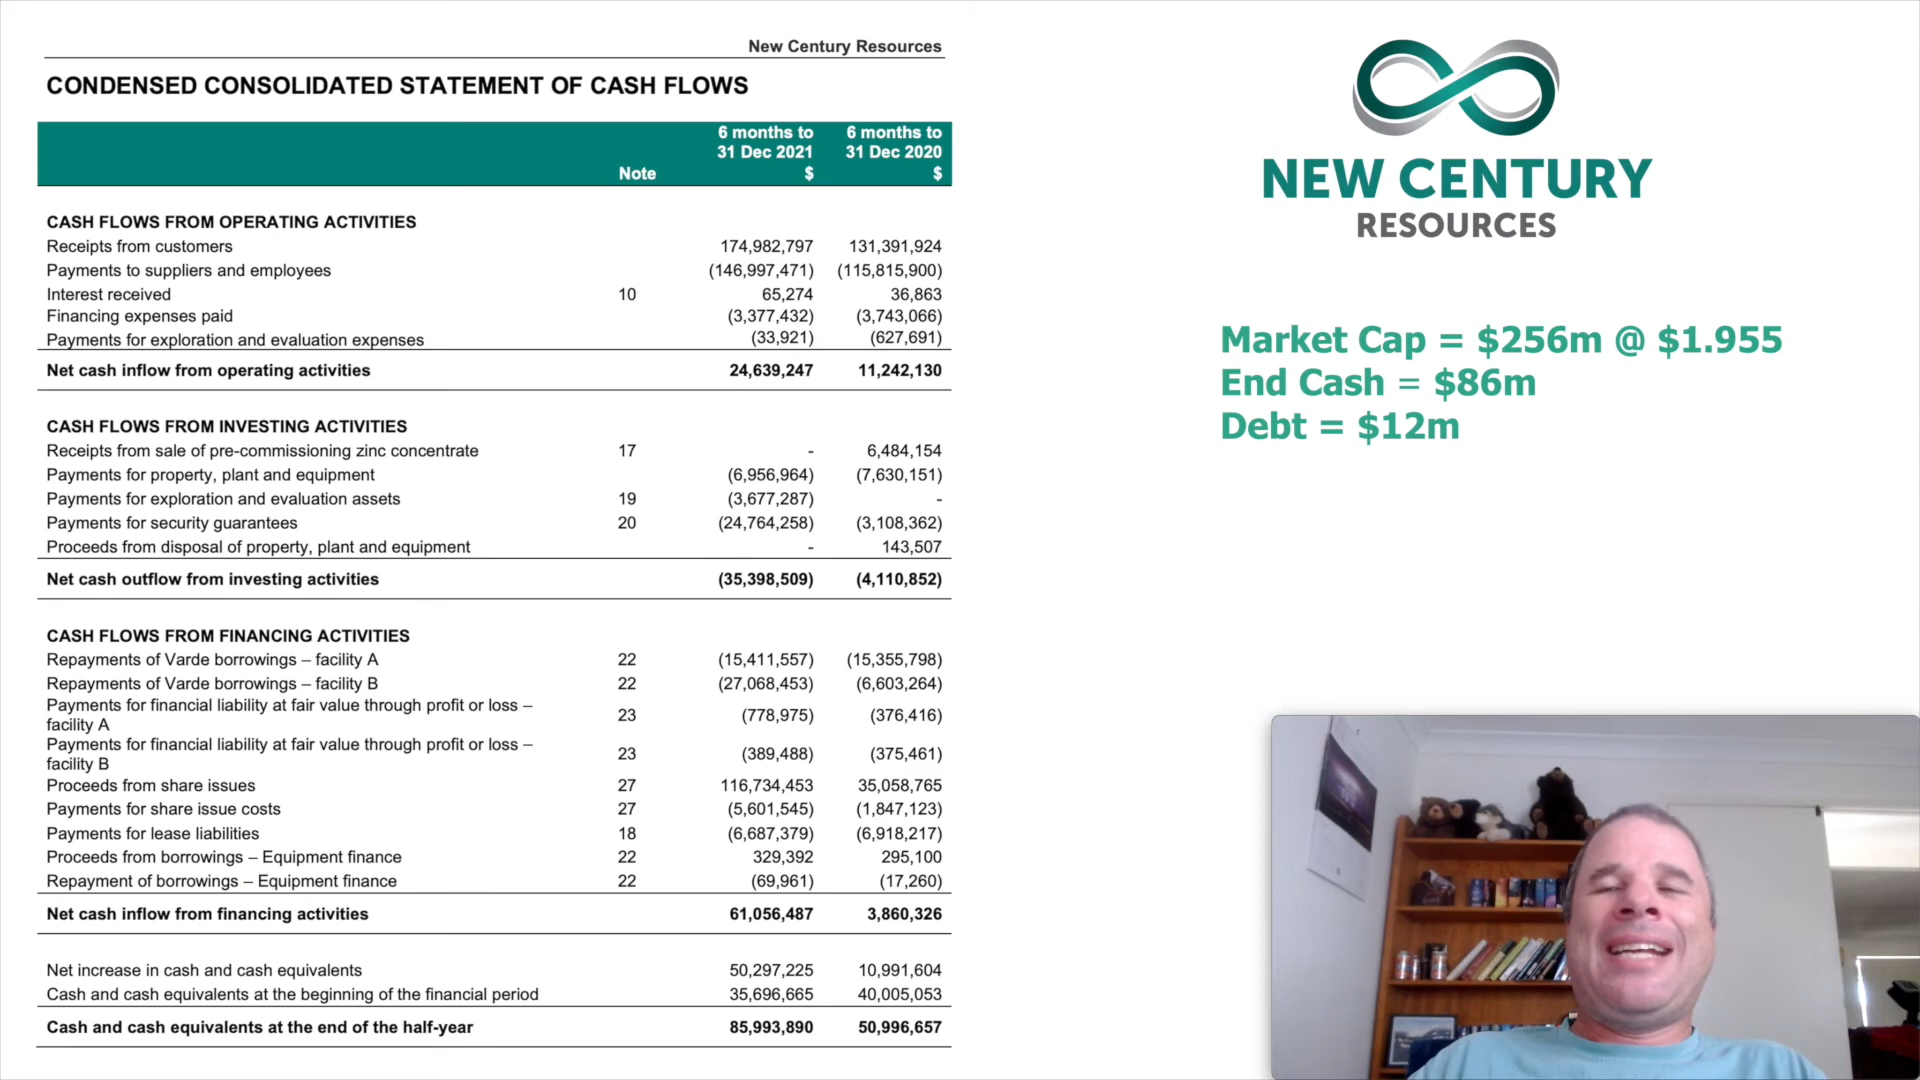 New Century Resources
CONDENSED CONSOLIDATED STATEMENT OF CASH FLOWS
6 months to 6 months to
31 Dec 2021 31 Dec 2020
Note $ $
CASH FLOWS FROM OPERATING ACTIVITIES
Receipts from customers 174,982,797 131,391,924
Payments to suppliers and employees (146,997,471) (115,815,900)
Interest received 10 65,274 36,863
Financing expenses paid (3,377,432) (3,743,066)
Payments for exploration and evaluation expenses (33,921) (627,691)
Net cash inflow from operating activities 24,639,247 11,242,130
CASH FLOWS FROM INVESTING ACTIVITIES
Receipts from sale of pre-commissioning zinc concentrate 17 - 6,484,154
Payments for property, plant and equipment (6,956,964) (7,630,151)
Payments for exploration and evaluation assets 19 (3,677,287) -
Payments for security guarantees 20 (24,764,258) (3,108,362)
Proceeds from disposal of property, plant and equipment - 143,507
Net cash outflow from investing activities (35,398,509) (4,110,852)
CASH FLOWS FROM FINANCING ACTIVITIES
Repayments of Varde borrowings – facility A 22 (15,411,557) (15,355,798)
Repayments of Varde borrowings – facility B 22 (27,068,453) (6,603,264)
Payments for financial liability at fair value through profit or loss –
facility A 23 (778,975) (376,416)
Payments for financial liability at fair value through profit or loss –
facility B 23 (389,488) (375,461)
Proceeds from share issues 27 116,734,453 35,058,765
Payments for share issue costs 27 (5,601,545) (1,847,123)
Payments for lease liabilities 18 (6,687,379) (6,918,217)
Proceeds from borrowings – Equipment finance 22 329,392 295,100
Repayment of borrowings – Equipment finance 22 (69,961) (17,260)
Net cash inflow from financing activities 61,056,487 3,860,326
Net increase in cash and cash equivalents 50,297,225 10,991,604
Cash and cash equivalents at the beginning of the financial period 35,696,665 40,005,053
Cash and cash equivalents at the end of the half-year 85,993,890 50,996,657
NEW CENTURY
RESOURCES
Market Cap = $256m @ $1.955
End Cash = $86m
Debt = $12m